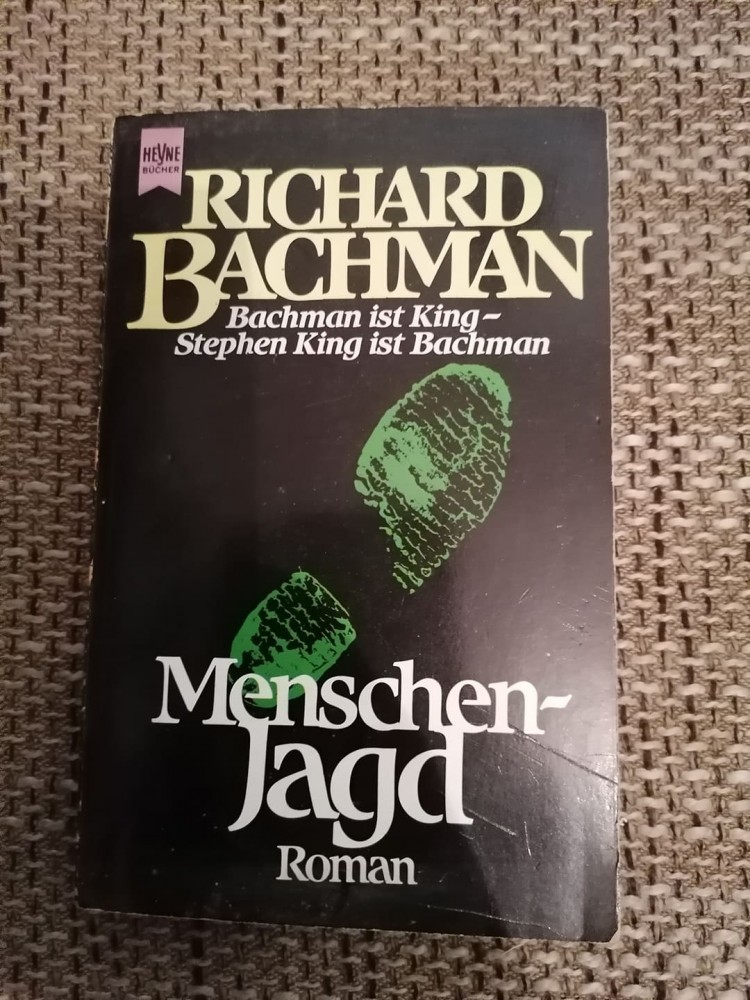 HEYNE
BÜCHER
RICHARD
BACHMAN
Bachman ist King –
Stephen King ist Bachman
Menschen-
Jagd
Roman